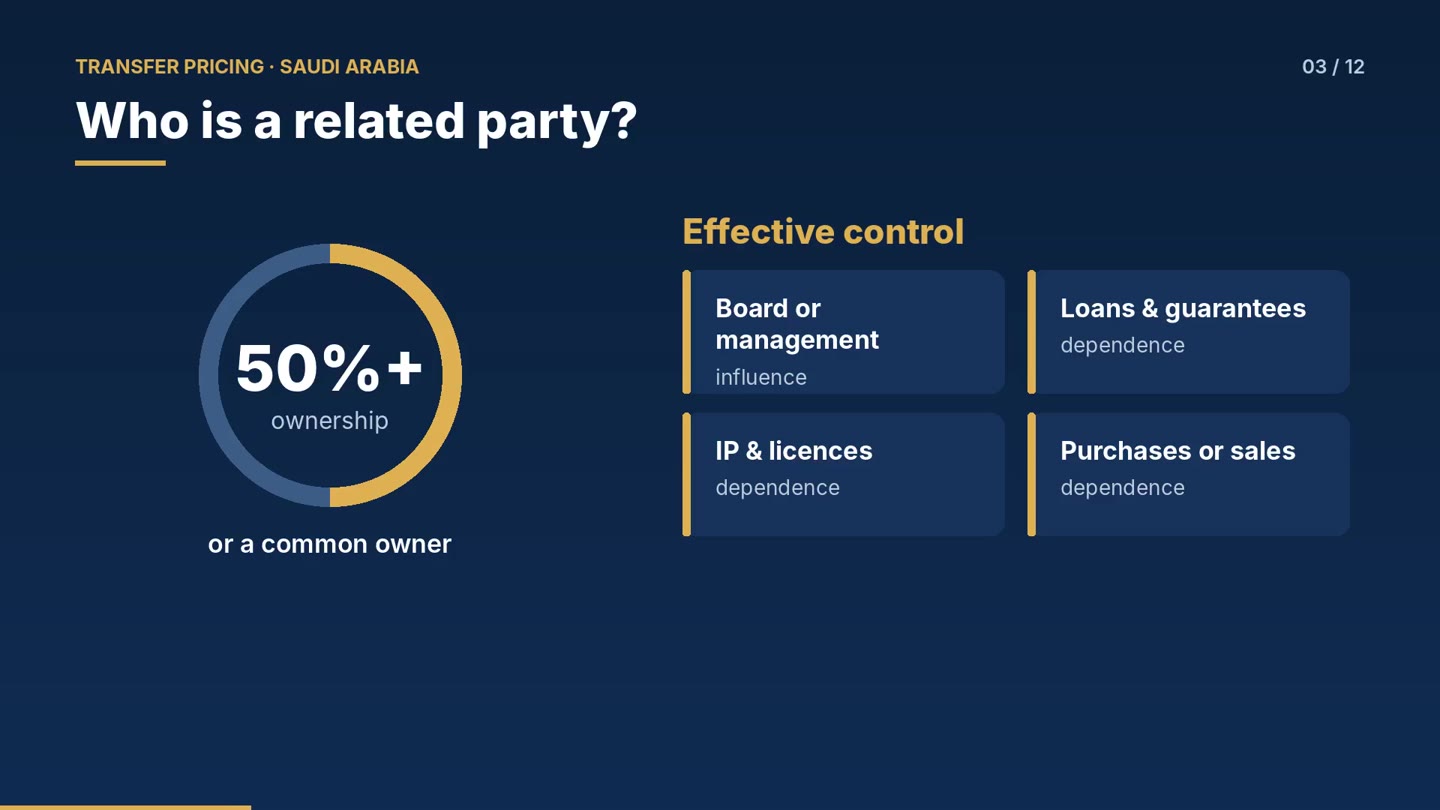 TRANSFER PRICING · SAUDI ARABIA
03 / 12
Who is a related party?
50%+
ownership
or a common owner
Effective control
Board or
management
influence
Loans & guarantees
dependence
IP & licences
dependence
Purchases or sales
dependence